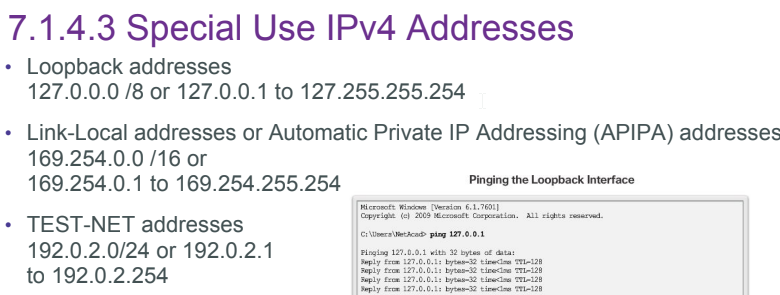 7.1.4.3 Special Use IPv4 Addresses
• Loopback addresses
127.0.0.0 /8 or 127.0.0.1 to 127.255.255.254
• Link-Local addresses or Automatic Private IP Addressing (APIPA) addresses
169.254.0.0 /16 or
169.254.0.1 to 169.254.255.254
• TEST-NET addresses
192.0.2.0/24 or 192.0.2.1
to 192.0.2.254
Pinging the Loopback Interface
Microsoft Windows [Version 6.1.7601]
Copyright (c) 2009 Microsoft Corporation. All rights reserved.
C:\Users\NetAcad> ping 127.0.0.1
Pinging 127.0.0.1 with 32 bytes of data:
Reply from 127.0.0.1: bytes=32 time<1ms TTL=128
Reply from 127.0.0.1: bytes=32 time<1ms TTL=128
Reply from 127.0.0.1: bytes=32 time<1ms TTL=128
Reply from 127.0.0.1: bytes=32 time<1ms TTL=128